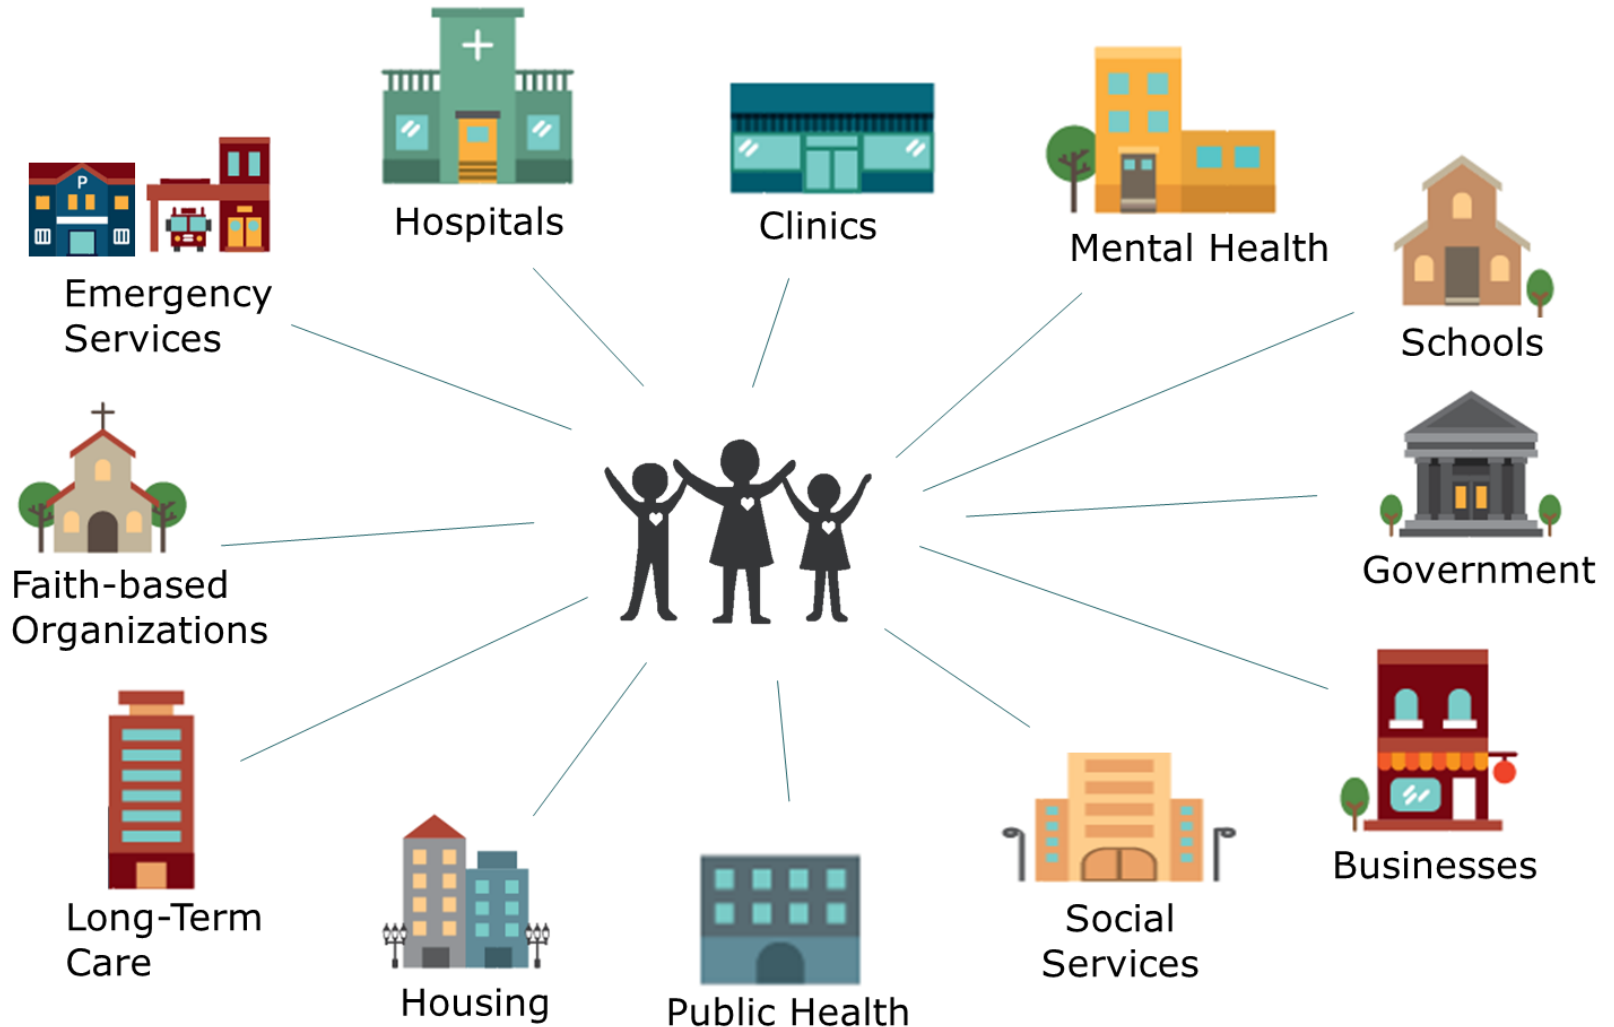 Hospitals
Clinics
Mental Health
P
Emergency
Services
Schools
Government
Faith-based
Organizations
Businesses
Long-Term
Care
Social
Services
Housing
Public Health